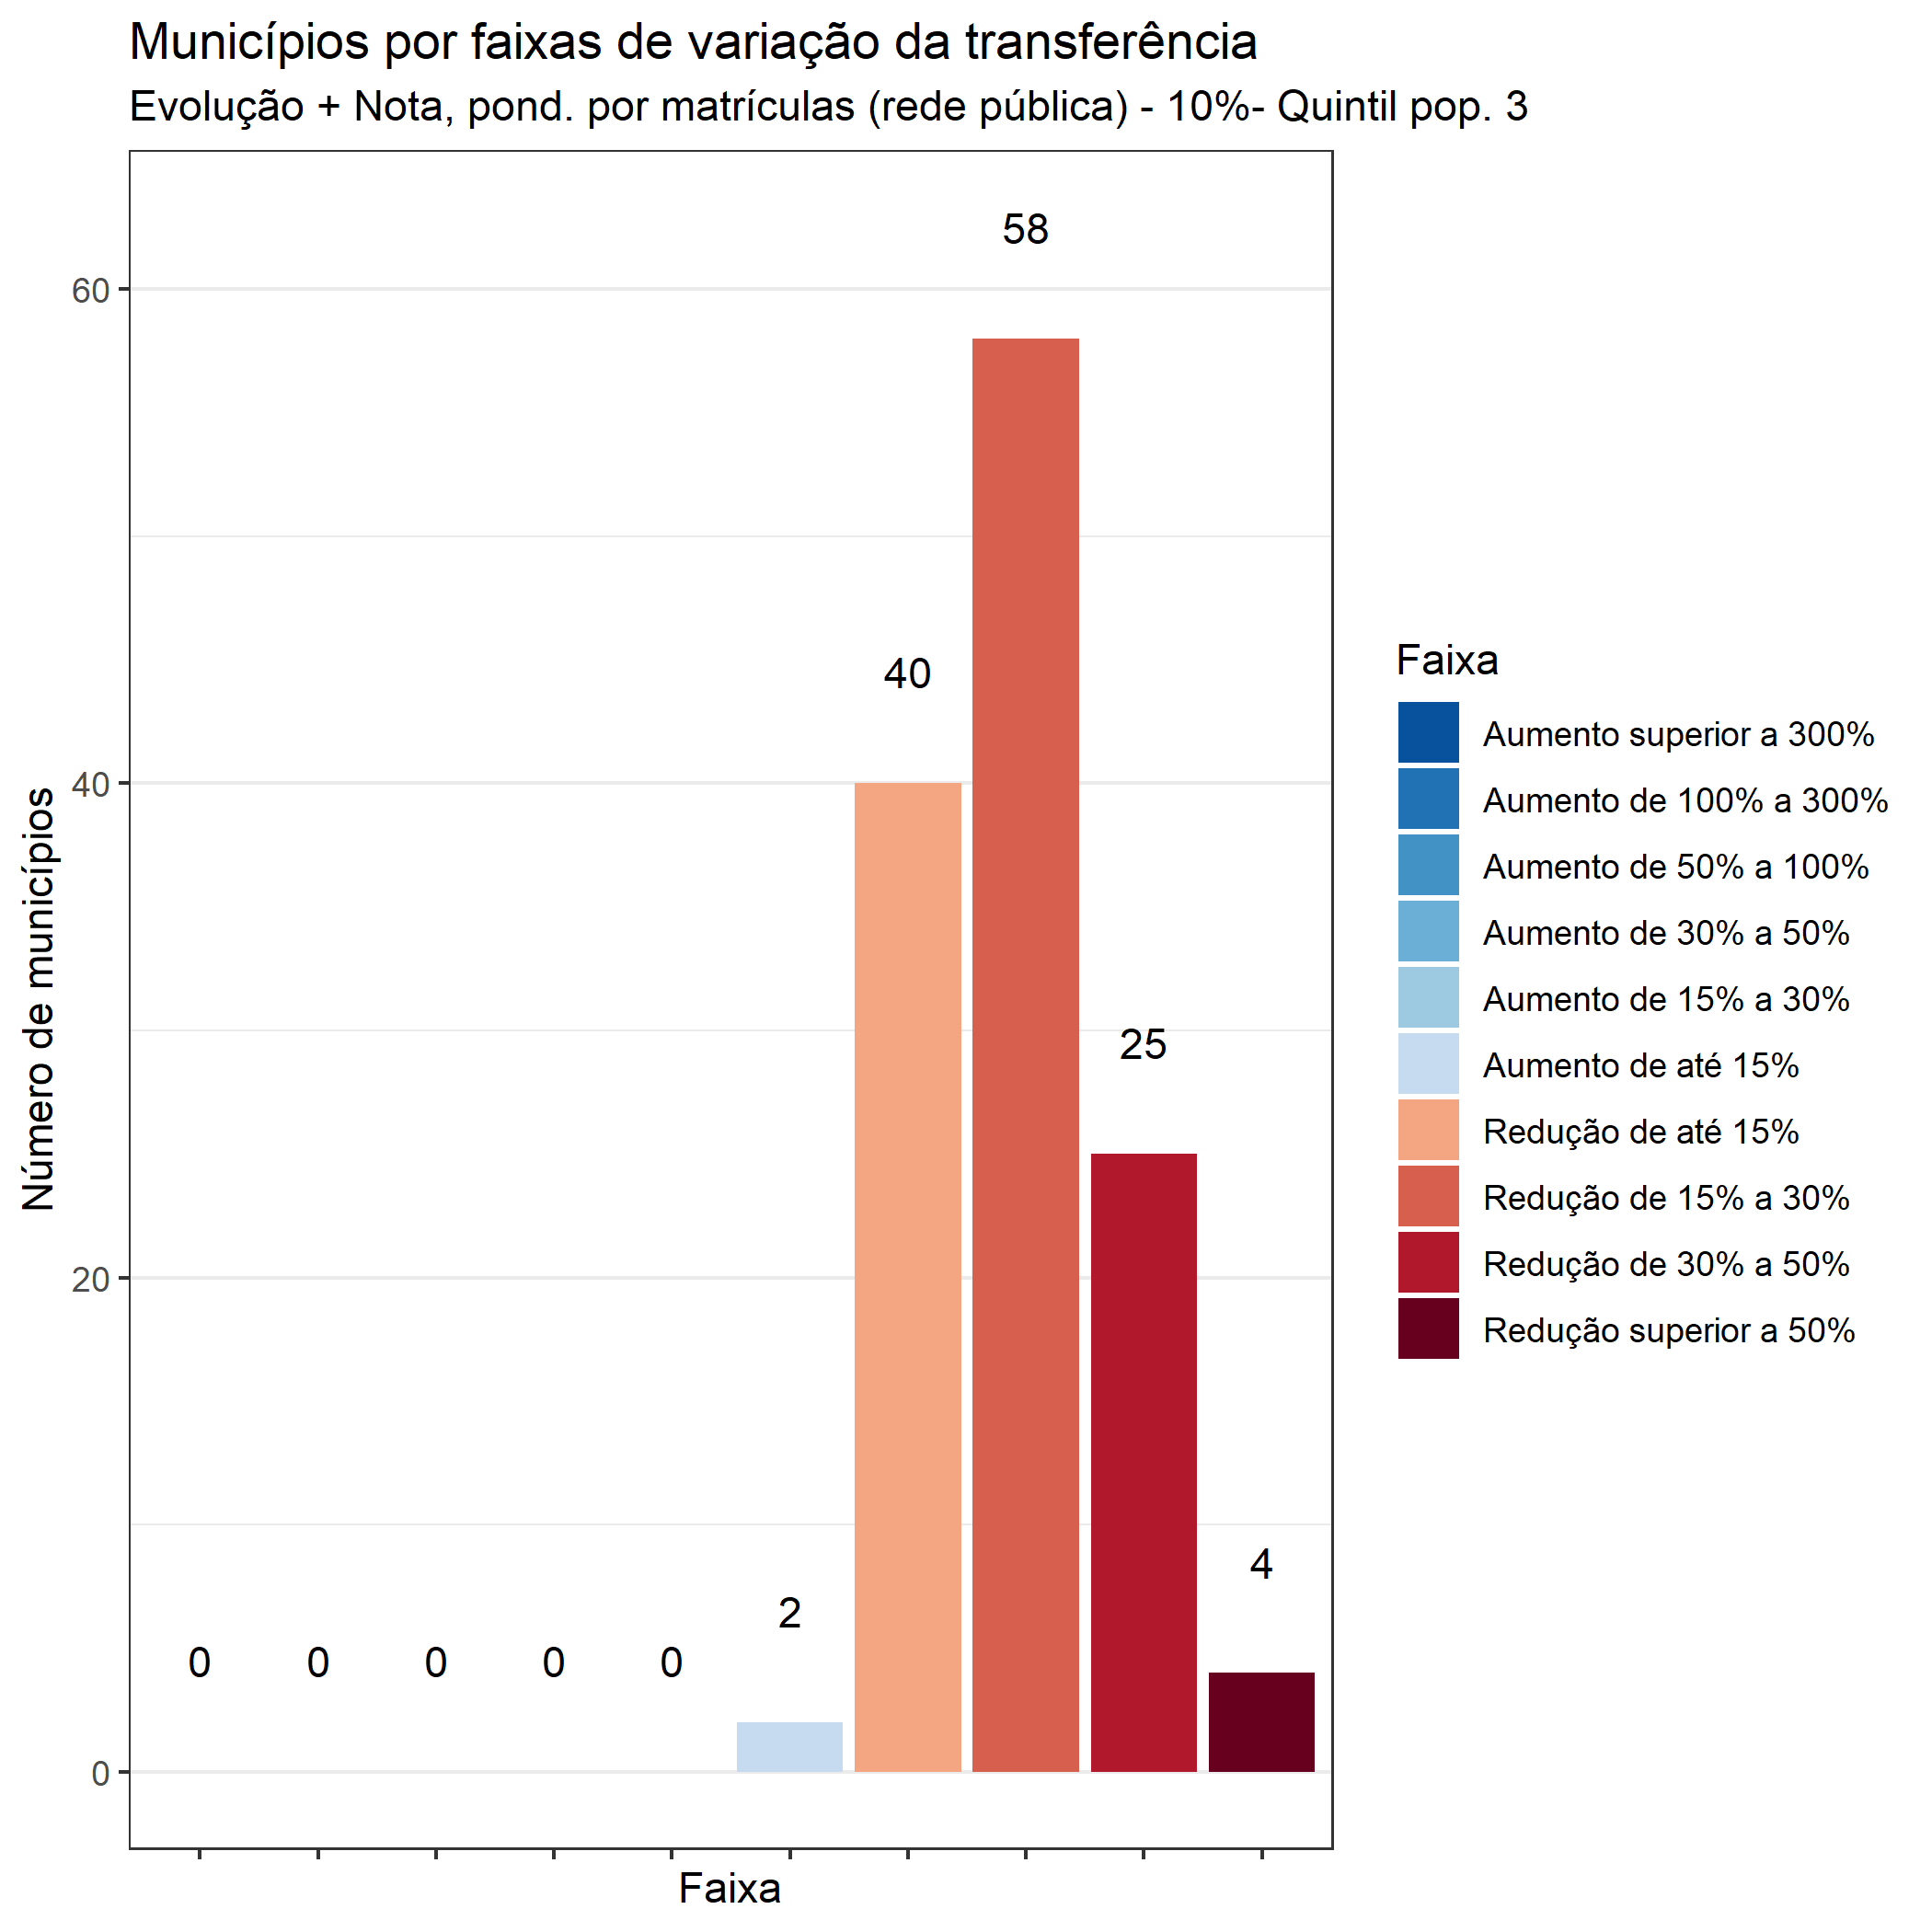 Municípios por faixas de variação da transferência
Evolução + Nota, pond. por matrículas (rede pública) - 10%- Quintil pop. 3
Número de municípios
60
40
20
0
0
0
0
0
0
2
40
58
25
4
Faixa
Faixa
Aumento superior a 300%
Aumento de 100% a 300%
Aumento de 50% a 100%
Aumento de 30% a 50%
Aumento de 15% a 30%
Aumento de até 15%
Redução de até 15%
Redução de 15% a 30%
Redução de 30% a 50%
Redução superior a 50%